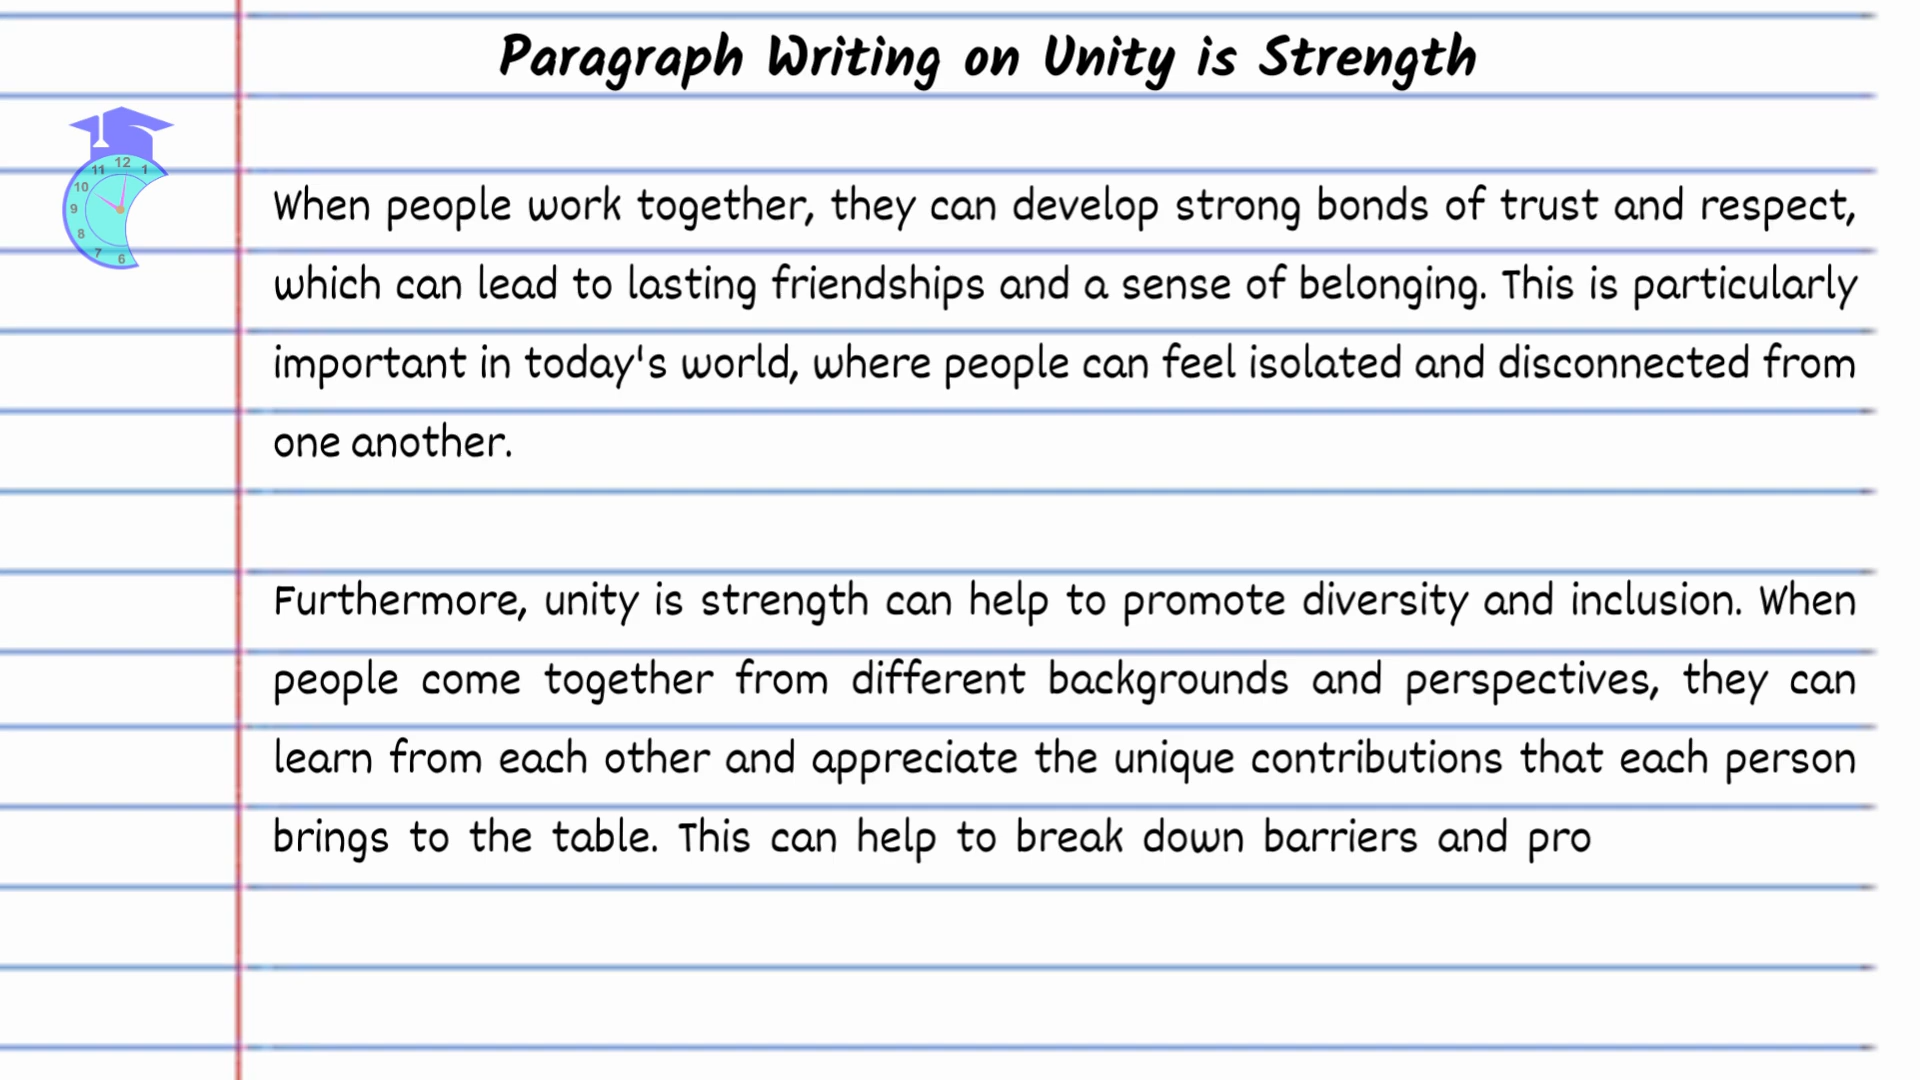 Paragraph Writing on Unity is Strength
12
11 1
10
9
8
7
6
When people work together, they can develop strong bonds of trust and respect,
which can lead to lasting friendships and a sense of belonging. This is particularly
important in today's world, where people can feel isolated and disconnected from
one another.
Furthermore, unity is strength can help to promote diversity and inclusion. When
people come together from different backgrounds and perspectives, they can
learn from each other and appreciate the unique contributions that each person
brings to the table. This can help to break down barriers and pro